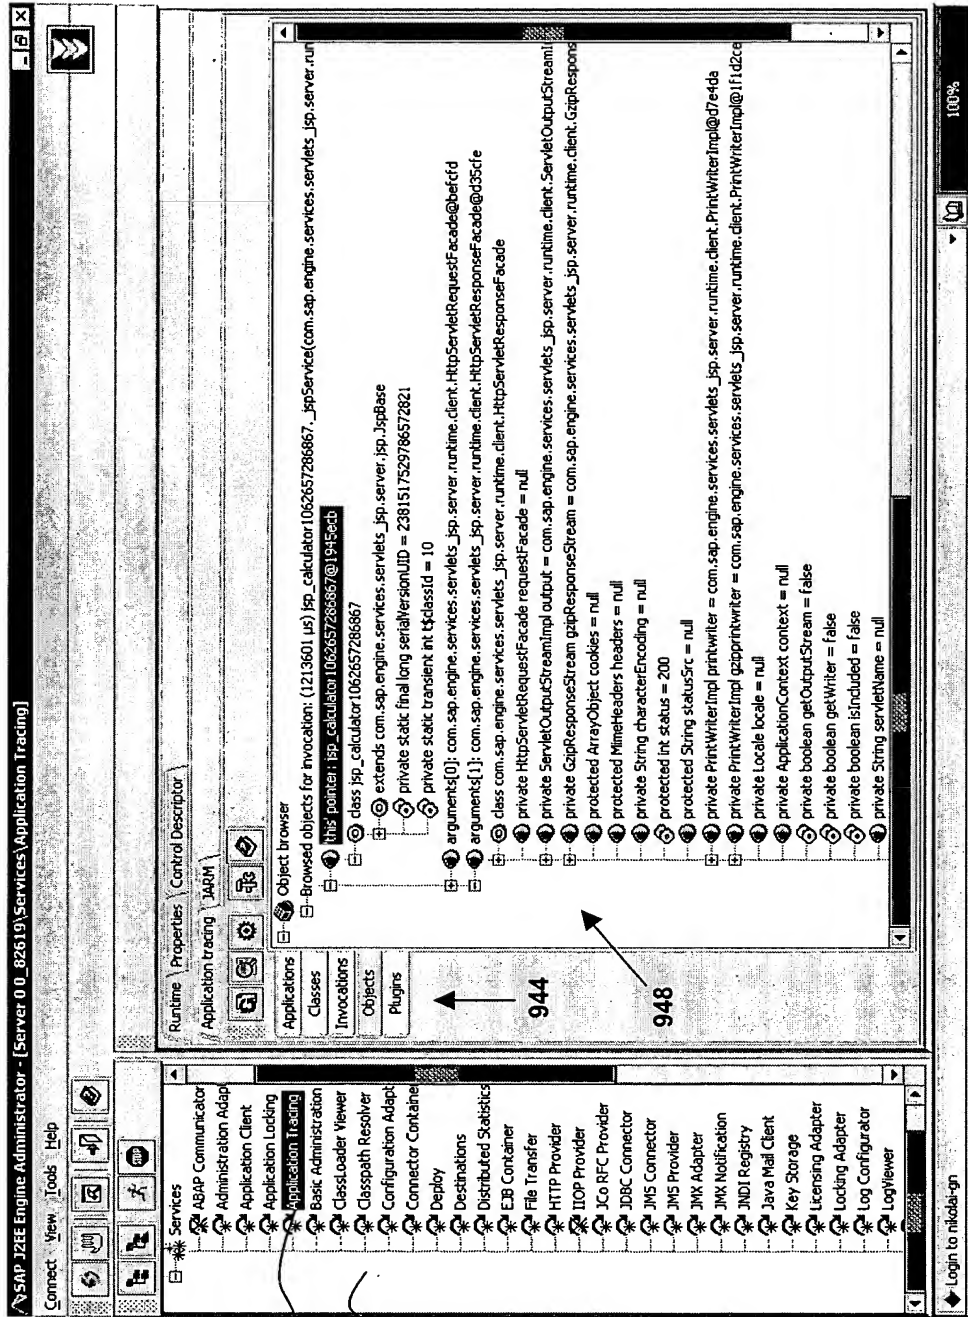 SAP J2EE Engine Administrator - [Server 0 0_82619\Services\Application Tracing]
Connect View Tools Help
Services
ABAP Communicator
Administration Adap
Application Client
Application Locking
Application Tracing
Basic Administration
ClassLoader Viewer
Classpath Resolver
Configuration Adapt
Connector Container
Deploy
Destinations
Distributed Statistics
EJB Container
File Transfer
HTTP Provider
IIOP Provider
JCo RFC Provider
JDBC Connector
JMS Connector
JMS Provider
JMX Adapter
JMX Notification
JNDI Registry
Java Mail Client
Key Storage
Licensing Adapter
Locking Adapter
Log Configurator
LogViewer
Runtime Properties Control Descriptor
Application tracing JARM
Applications
Classes
Invocations
Objects
Plugins
944
948
Object browser
Browsed objects for invocation: (1213601 µs) jsp_calculator1062657286867._jspService(com.sap.engine.services.servlets_jsp.server.run
'this' pointer: jsp_calculator1062657286867@1945ecb
class jsp_calculator1062657286867
extends com.sap.engine.services.servlets_jsp.server.jsp.JspBase
private static final long serialVersionUID = 2381517529786572821
private static transient int t$classId = 10
arguments[0]: com.sap.engine.services.servlets_jsp.server.runtime.client.HttpServletRequestFacade@befcfd
arguments[1]: com.sap.engine.services.servlets_jsp.server.runtime.client.HttpServletResponseFacade@d35cfe
class com.sap.engine.services.servlets_jsp.server.runtime.client.HttpServletResponseFacade
private HttpServletRequestFacade requestFacade = null
private ServletOutputStreamImpl output = com.sap.engine.services.servlets_jsp.server.runtime.client.ServletOutputStreamI
private GzipResponseStream gzipResponseStream = com.sap.engine.services.servlets_jsp.server.runtime.client.GzipRespons
protected ArrayObject cookies = null
protected MimeHeaders headers = null
private String characterEncoding = null
protected int status = 200
protected String statusSrc = null
private PrintWriterImpl printwriter = com.sap.engine.services.servlets_jsp.server.runtime.client.PrintWriterImpl@d7e4da
private PrintWriterImpl gzipprintwriter = com.sap.engine.services.servlets_jsp.server.runtime.client.PrintWriterImpl@1f1d2ce
private Locale locale = null
private ApplicationContext context = null
private boolean getOutputStream = false
private boolean getWriter = false
private boolean isIncluded = false
private String servletName = null
Login to nikolai-gn
100%